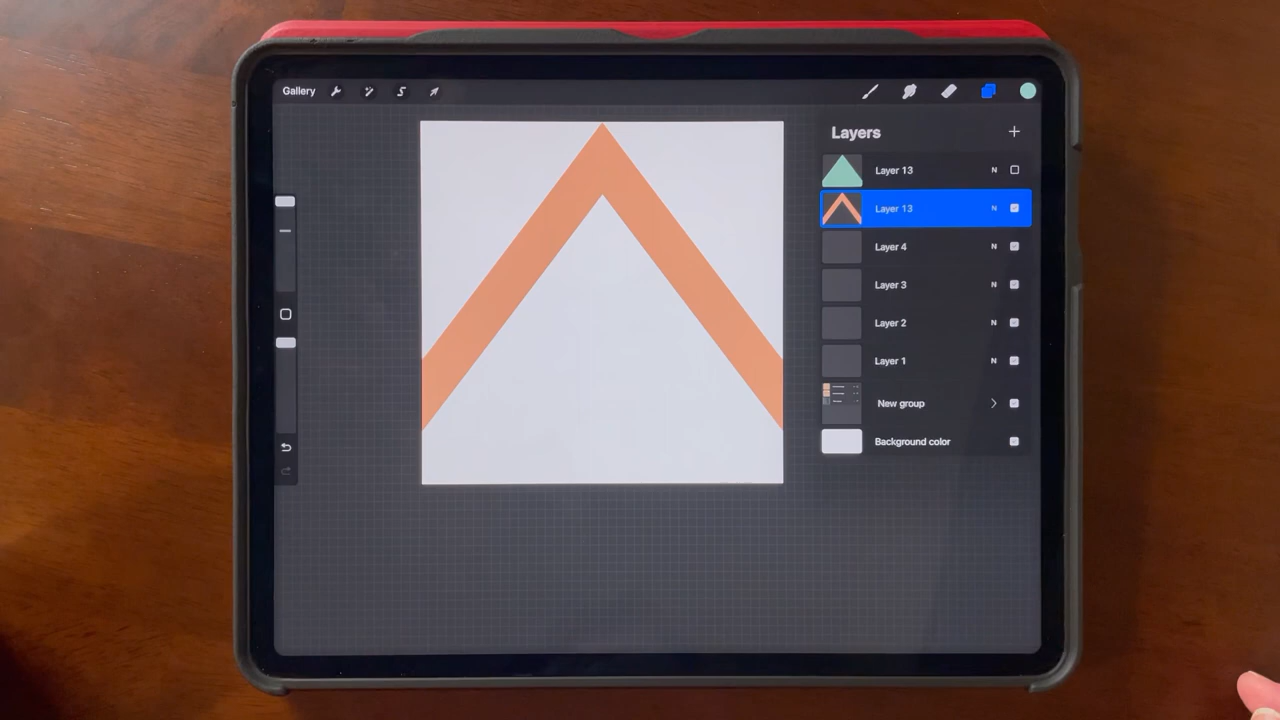 Gallery
Layers
Layer 13 N
Layer 13 N
Layer 4 N
Layer 3 N
Layer 2 N
Layer 1 N
New group
Background color